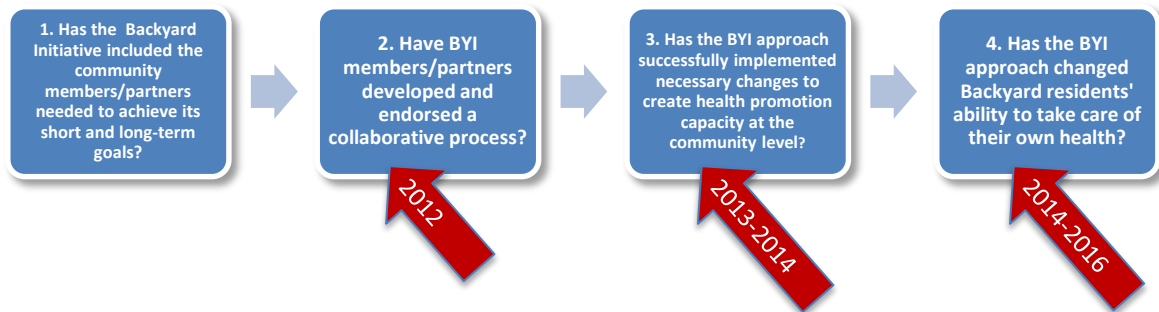 1. Has the Backyard
Initiative included the
community
members/partners
needed to achieve its
short and long-term
goals?
2. Have BYI
members/partners
developed and
endorsed a
collaborative process?
3. Has the BYI approach
successfully implemented
necessary changes to
create health promotion
capacity at the
community level?
4. Has the BYI
approach changed
Backyard residents'
ability to take care of
their own health?
2012
2013-2014
2014-2016